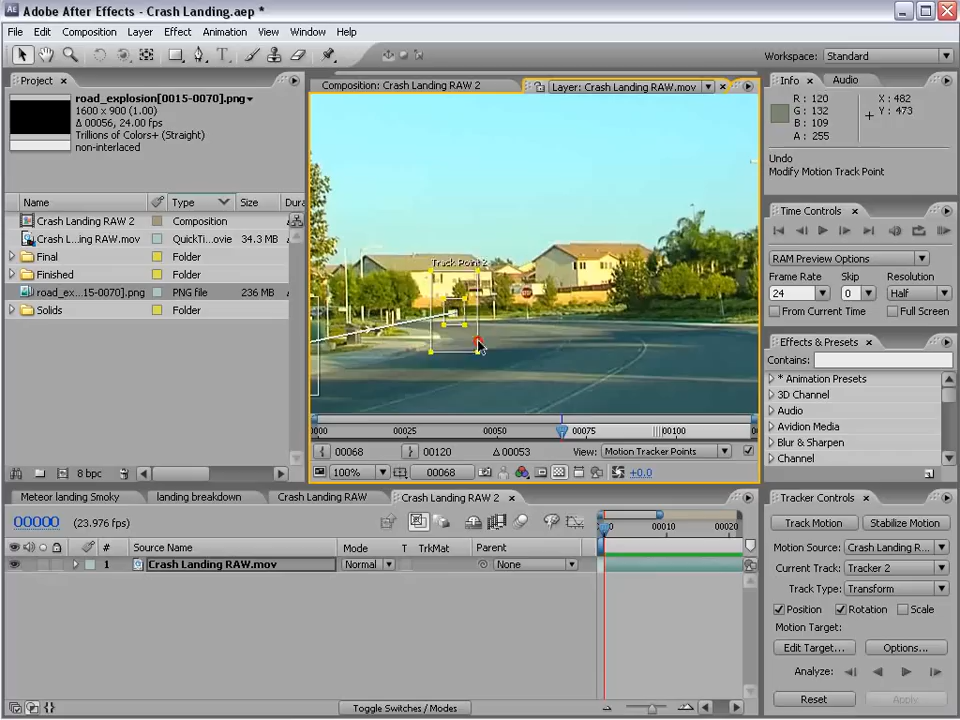 Adobe After Effects - Crash Landing.aep *
File Edit Composition Layer Effect Animation View Window Help
Workspace: Standard
Project
road_explosion[0015-0070].png
1600 x 900 (1.00)
Δ 00056, 24.00 fps
Trillions of Colors+ (Straight)
non-interlaced
Name Type Size Dura
Crash Landing RAW 2 Composition
Crash L...ing RAW.mov QuickTi...ovie 34.3 MB
Final Folder
Finished Folder
road_ex...15-0070].png PNG file 236 MB
Solids Folder
8 bpc
Composition: Crash Landing RAW 2
Layer: Crash Landing RAW.mov
Track Point 2
0000 00025 00050 00075 00100
00068 00120 Δ 00053 View: Motion Tracker Points
100% 00068 +0.0
Info Audio
R : 120
G : 132
B : 109
A : 255
X : 482
Y : 473
Undo
Modify Motion Track Point
Time Controls
RAM Preview Options
Frame Rate Skip Resolution
24 0 Half
From Current Time Full Screen
Effects & Presets
Contains:
* Animation Presets
3D Channel
Audio
Avidion Media
Blur & Sharpen
Channel
Meteor landing Smoky landing breakdown Crash Landing RAW Crash Landing RAW 2
00000 (23.976 fps)
00010 00020
# Source Name Mode T TrkMat Parent
1 Crash Landing RAW.mov Normal None
Toggle Switches / Modes
Tracker Controls
Track Motion Stabilize Motion
Motion Source: Crash Landing R...
Current Track: Tracker 2
Track Type: Transform
Position Rotation Scale
Motion Target:
Edit Target... Options...
Analyze:
Reset Apply